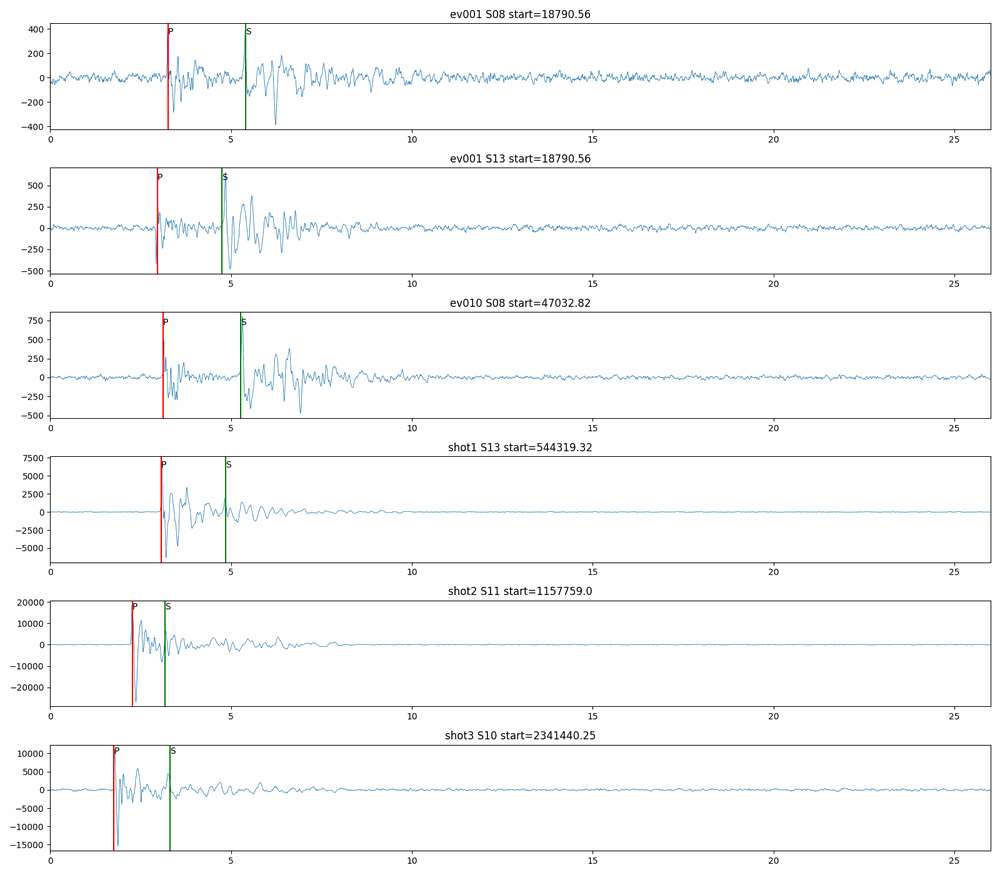 ev001 S08 start=18790.56
400
200
0
−200
−400
P
S
0 5 10 15 20 25
ev001 S13 start=18790.56
500
250
0
−250
−500
P
S
0 5 10 15 20 25
ev010 S08 start=47032.82
750
500
250
0
−250
−500
P
S
0 5 10 15 20 25
shot1 S13 start=544319.32
7500
5000
2500
0
−2500
−5000
P
S
0 5 10 15 20 25
shot2 S11 start=1157759.0
20000
10000
0
−10000
−20000
P
S
0 5 10 15 20 25
shot3 S10 start=2341440.25
10000
5000
0
−5000
−10000
−15000
P
S
0 5 10 15 20 25